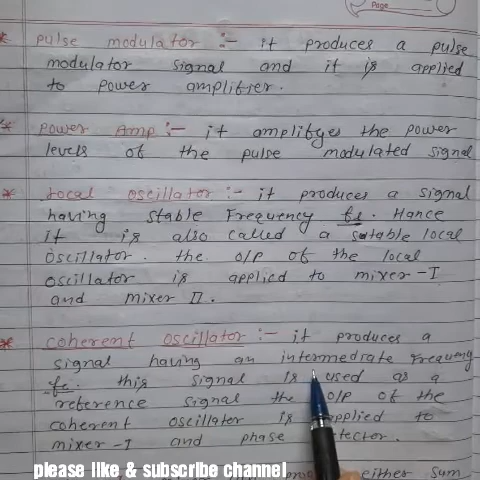 Page
* pulse modulator :- it produces a pulse
modulator signal and it is applied
to power amplifier.
* power Amp :- it amplifyes the power
levels of the pulse modulated signal
* Local oscillator :- it produces a signal
having stable Frequency fl. Hance
it is also called a stable local
oscillator. the O/P of the local
oscillator is applied to mixer-I
and mixer II.
* coherent oscillator :- it produces a
signal having an intermedrate Frequency
fc. this signal is used as a
reference signal the O/P of the
coherent oscillator is applied to
mixer-I and phase
either sum
please like & subscribe channel